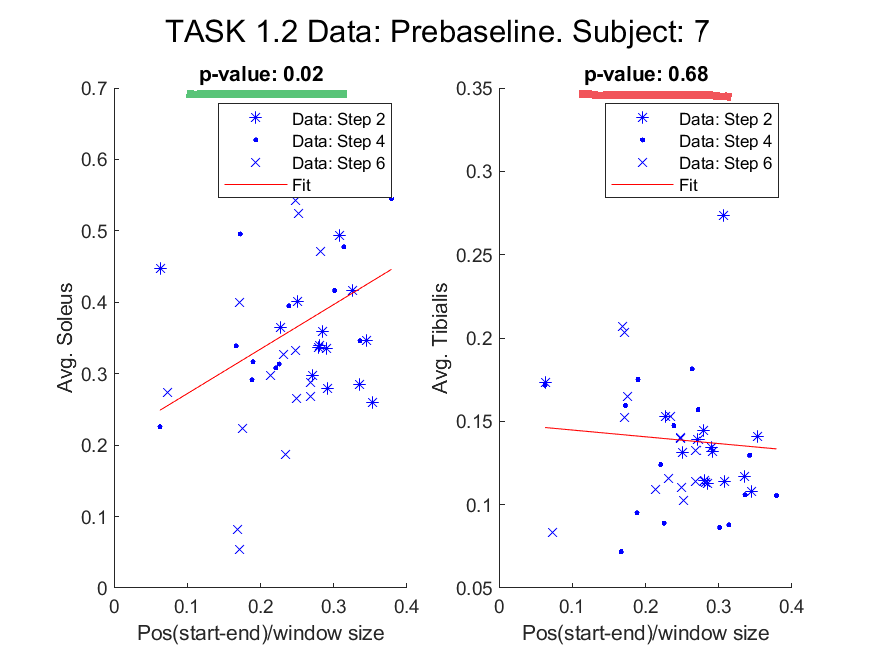 TASK 1.2 Data: Prebaseline. Subject: 7
p-value: 0.02
0.7
0.6
0.5
0.4
0.3
0.2
0.1
0
Avg. Soleus
Data: Step 2
Data: Step 4
Data: Step 6
Fit
0 0.1 0.2 0.3 0.4
Pos(start-end)/window size
p-value: 0.68
0.35
0.3
0.25
0.2
0.15
0.1
0.05
Avg. Tibialis
Data: Step 2
Data: Step 4
Data: Step 6
Fit
0 0.1 0.2 0.3 0.4
Pos(start-end)/window size